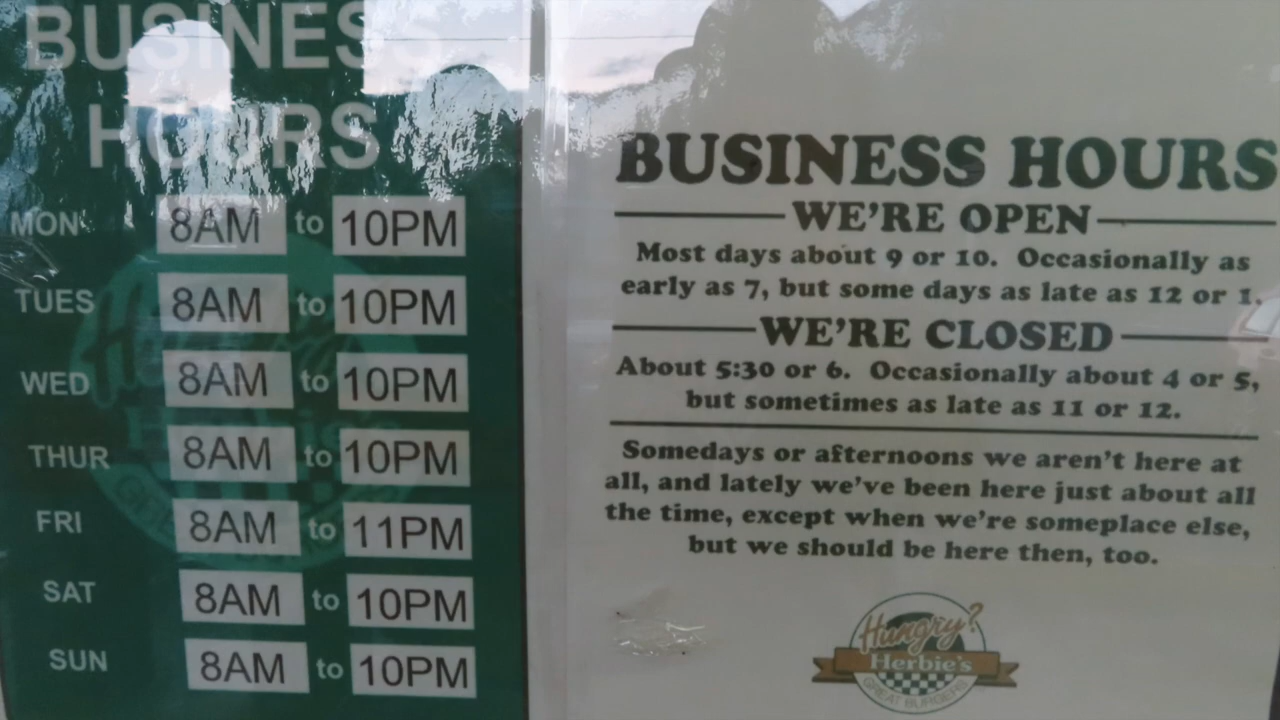 BUSINESS
HOURS
MON 8AM to 10PM
TUES 8AM to 10PM
WED 8AM to 10PM
THUR 8AM to 10PM
FRI 8AM to 11PM
SAT 8AM to 10PM
SUN 8AM to 10PM
BUSINESS HOURS
WE'RE OPEN
Most days about 9 or 10. Occasionally as
early as 7, but some days as late as 12 or 1.
WE'RE CLOSED
About 5:30 or 6. Occasionally about 4 or 5,
but sometimes as late as 11 or 12.
Somedays or afternoons we aren't here at
all, and lately we've been here just about all
the time, except when we're someplace else,
but we should be here then, too.
Hungry?
Herbie's
GREAT BURGERS